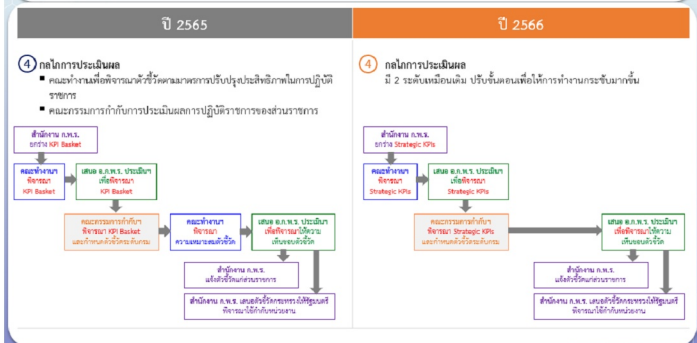 ปี 2565
4 กลไกการประเมินผล
▪ คณะทำงานเพื่อพิจารณาตัวชี้วัดตามมาตรการปรับปรุงประสิทธิภาพในการปฏิบัติ
ราชการ
▪ คณะกรรมการกำกับการประเมินผลการปฏิบัติราชการของส่วนราชการ
สำนักงาน ก.พ.ร.
ยกร่าง KPI Basket
คณะทำงานฯ
พิจารณา
KPI Basket
เสนอ อ.ก.พ.ร. ประเมินฯ
เพื่อพิจารณา
KPI Basket
คณะกรรมการกำกับฯ
พิจารณา KPI Basket
และกำหนดตัวชี้วัดระดับกรม
คณะทำงานฯ
พิจารณา
ความเหมาะสมตัวชี้วัด
เสนอ อ.ก.พ.ร. ประเมินฯ
เพื่อพิจารณาให้ความ
เห็นชอบตัวชี้วัด
สำนักงาน ก.พ.ร.
แจ้งตัวชี้วัดแก่ส่วนราชการ
สำนักงาน ก.พ.ร. เสนอตัวชี้วัดกระทรวงให้รัฐมนตรี
พิจารณาใช้กำกับหน่วยงาน
ปี 2566
4 กลไกการประเมินผล
มี 2 ระดับเหมือนเดิม ปรับขั้นตอนเพื่อให้การทำงานกระชับมากขึ้น
สำนักงาน ก.พ.ร.
ยกร่าง Strategic KPIs
คณะทำงานฯ
พิจารณา
Strategic KPIs
เสนอ อ.ก.พ.ร. ประเมินฯ
เพื่อพิจารณา
Strategic KPIs
คณะกรรมการกำกับฯ
พิจารณา Strategic KPIs
และกำหนดตัวชี้วัดระดับกรม
เสนอ อ.ก.พ.ร. ประเมินฯ
เพื่อพิจารณาให้ความ
เห็นชอบตัวชี้วัด
สำนักงาน ก.พ.ร.
แจ้งตัวชี้วัดแก่ส่วนราชการ
สำนักงาน ก.พ.ร. เสนอตัวชี้วัดกระทรวงให้รัฐมนตรี
พิจารณาใช้กำกับหน่วยงาน